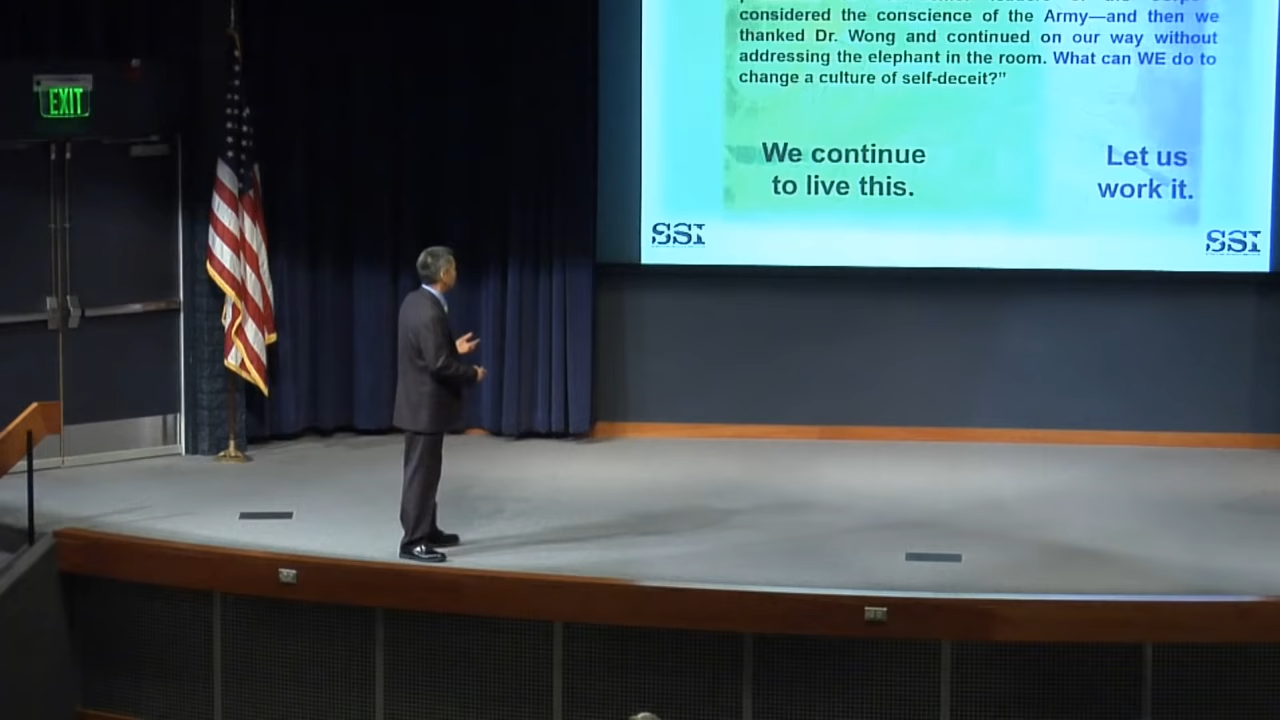 EXIT
considered the conscience of the Army—and then we
thanked Dr. Wong and continued on our way without
addressing the elephant in the room. What can WE do to
change a culture of self-deceit?"
We continue
to live this.
Let us
work it.
SSI
SSI